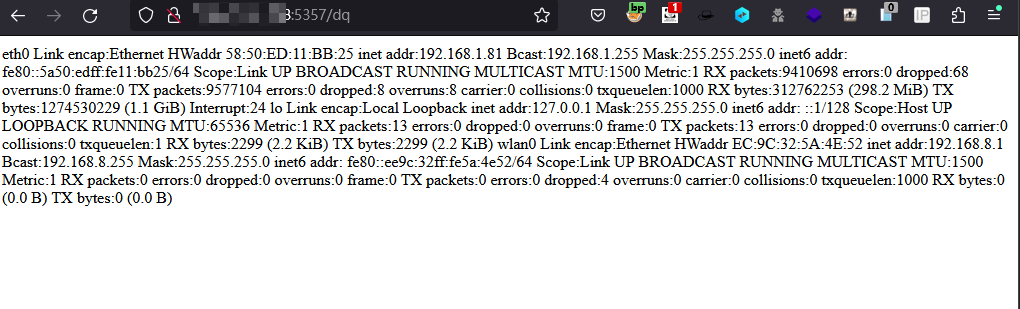 :5357/dq
bp
1
0
IP
eth0 Link encap:Ethernet HWaddr 58:50:ED:11:BB:25 inet addr:192.168.1.81 Bcast:192.168.1.255 Mask:255.255.255.0 inet6 addr:
fe80::5a50:edff:fe11:bb25/64 Scope:Link UP BROADCAST RUNNING MULTICAST MTU:1500 Metric:1 RX packets:9410698 errors:0 dropped:68
overruns:0 frame:0 TX packets:9577104 errors:0 dropped:8 overruns:8 carrier:0 collisions:0 txqueuelen:1000 RX bytes:312762253 (298.2 MiB) TX
bytes:1274530229 (1.1 GiB) Interrupt:24 lo Link encap:Local Loopback inet addr:127.0.0.1 Mask:255.255.255.0 inet6 addr: ::1/128 Scope:Host UP
LOOPBACK RUNNING MTU:65536 Metric:1 RX packets:13 errors:0 dropped:0 overruns:0 frame:0 TX packets:13 errors:0 dropped:0 overruns:0 carrier:0
collisions:0 txqueuelen:1 RX bytes:2299 (2.2 KiB) TX bytes:2299 (2.2 KiB) wlan0 Link encap:Ethernet HWaddr EC:9C:32:5A:4E:52 inet addr:192.168.8.1
Bcast:192.168.8.255 Mask:255.255.255.0 inet6 addr: fe80::ee9c:32ff:fe5a:4e52/64 Scope:Link UP BROADCAST RUNNING MULTICAST MTU:1500
Metric:1 RX packets:0 errors:0 dropped:0 overruns:0 frame:0 TX packets:0 errors:0 dropped:4 overruns:0 carrier:0 collisions:0 txqueuelen:1000 RX bytes:0
(0.0 B) TX bytes:0 (0.0 B)